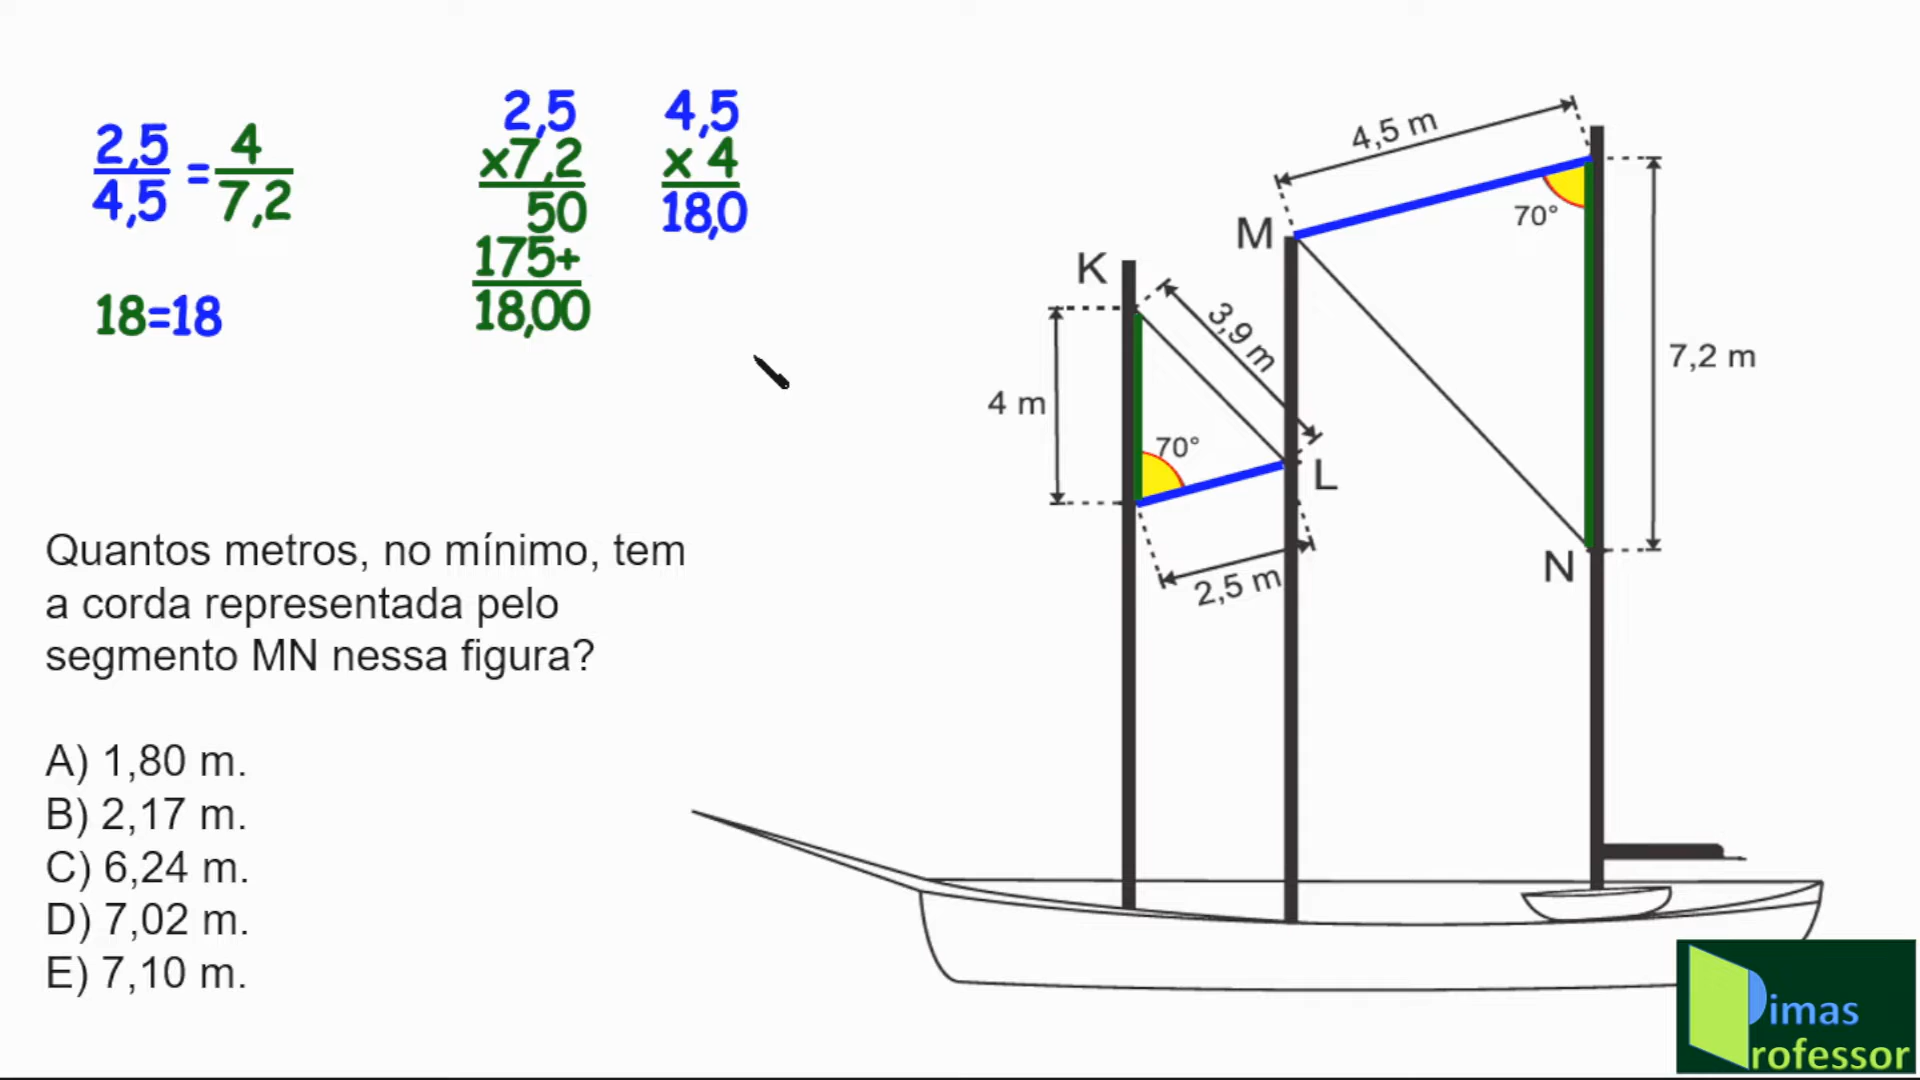 2,5
4,5
=
4
7,2
18=18
2,5
x7,2
50
175+
18,00
4,5
x 4
18,0
Quantos metros, no mínimo, tem
a corda representada pelo
segmento MN nessa figura?
A) 1,80 m.
B) 2,17 m.
C) 6,24 m.
D) 7,02 m.
E) 7,10 m.
4,5 m
M
70°
K
3,9 m
7,2 m
4 m
70°
L
N
2,5 m
Dimas
Professor